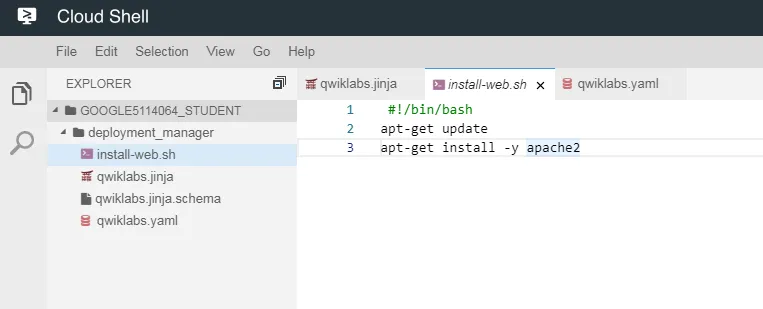 Cloud Shell
File Edit Selection View Go Help
EXPLORER
GOOGLE5114064_STUDENT
deployment_manager
install-web.sh
qwiklabs.jinja
qwiklabs.jinja.schema
qwiklabs.yaml
qwiklabs.jinja install-web.sh x qwiklabs.yaml
1 #!/bin/bash
2 apt-get update
3 apt-get install -y apache2